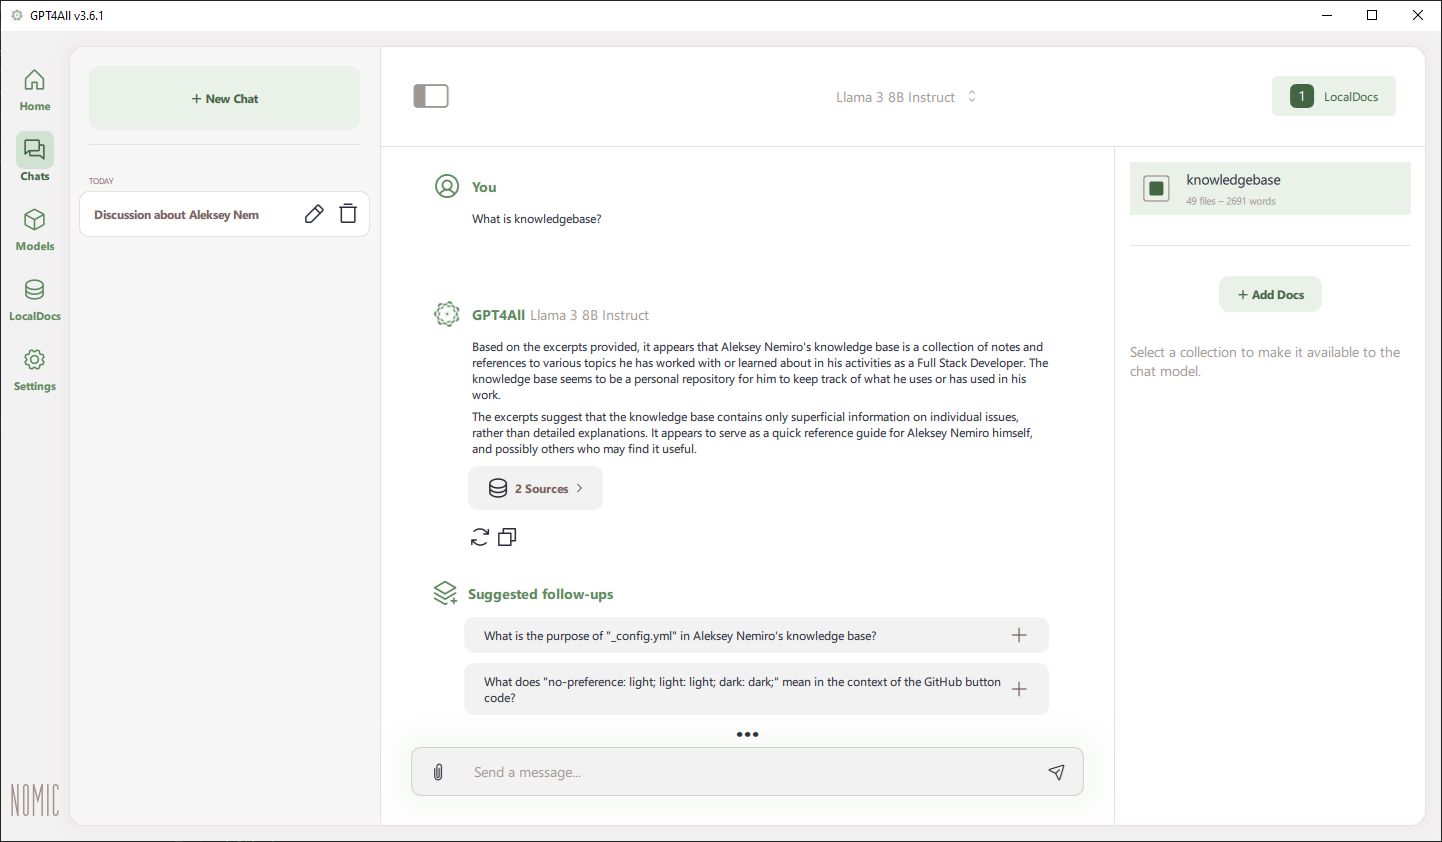 GPT4All v3.6.1
Home
Chats
Models
LocalDocs
Settings
NOMIC
+ New Chat
TODAY
Discussion about Aleksey Nem
Llama 3 8B Instruct
1 LocalDocs
You
What is knowledgebase?
GPT4All Llama 3 8B Instruct
Based on the excerpts provided, it appears that Aleksey Nemiro's knowledge base is a collection of notes and
references to various topics he has worked with or learned about in his activities as a Full Stack Developer. The
knowledge base seems to be a personal repository for him to keep track of what he uses or has used in his
work.
The excerpts suggest that the knowledge base contains only superficial information on individual issues,
rather than detailed explanations. It appears to serve as a quick reference guide for Aleksey Nemiro himself,
and possibly others who may find it useful.
2 Sources
Suggested follow-ups
What is the purpose of "_config.yml" in Aleksey Nemiro's knowledge base?
What does "no-preference: light; light: light; dark: dark;" mean in the context of the GitHub button
code?
Send a message...
knowledgebase
49 files – 2691 words
+ Add Docs
Select a collection to make it available to the
chat model.